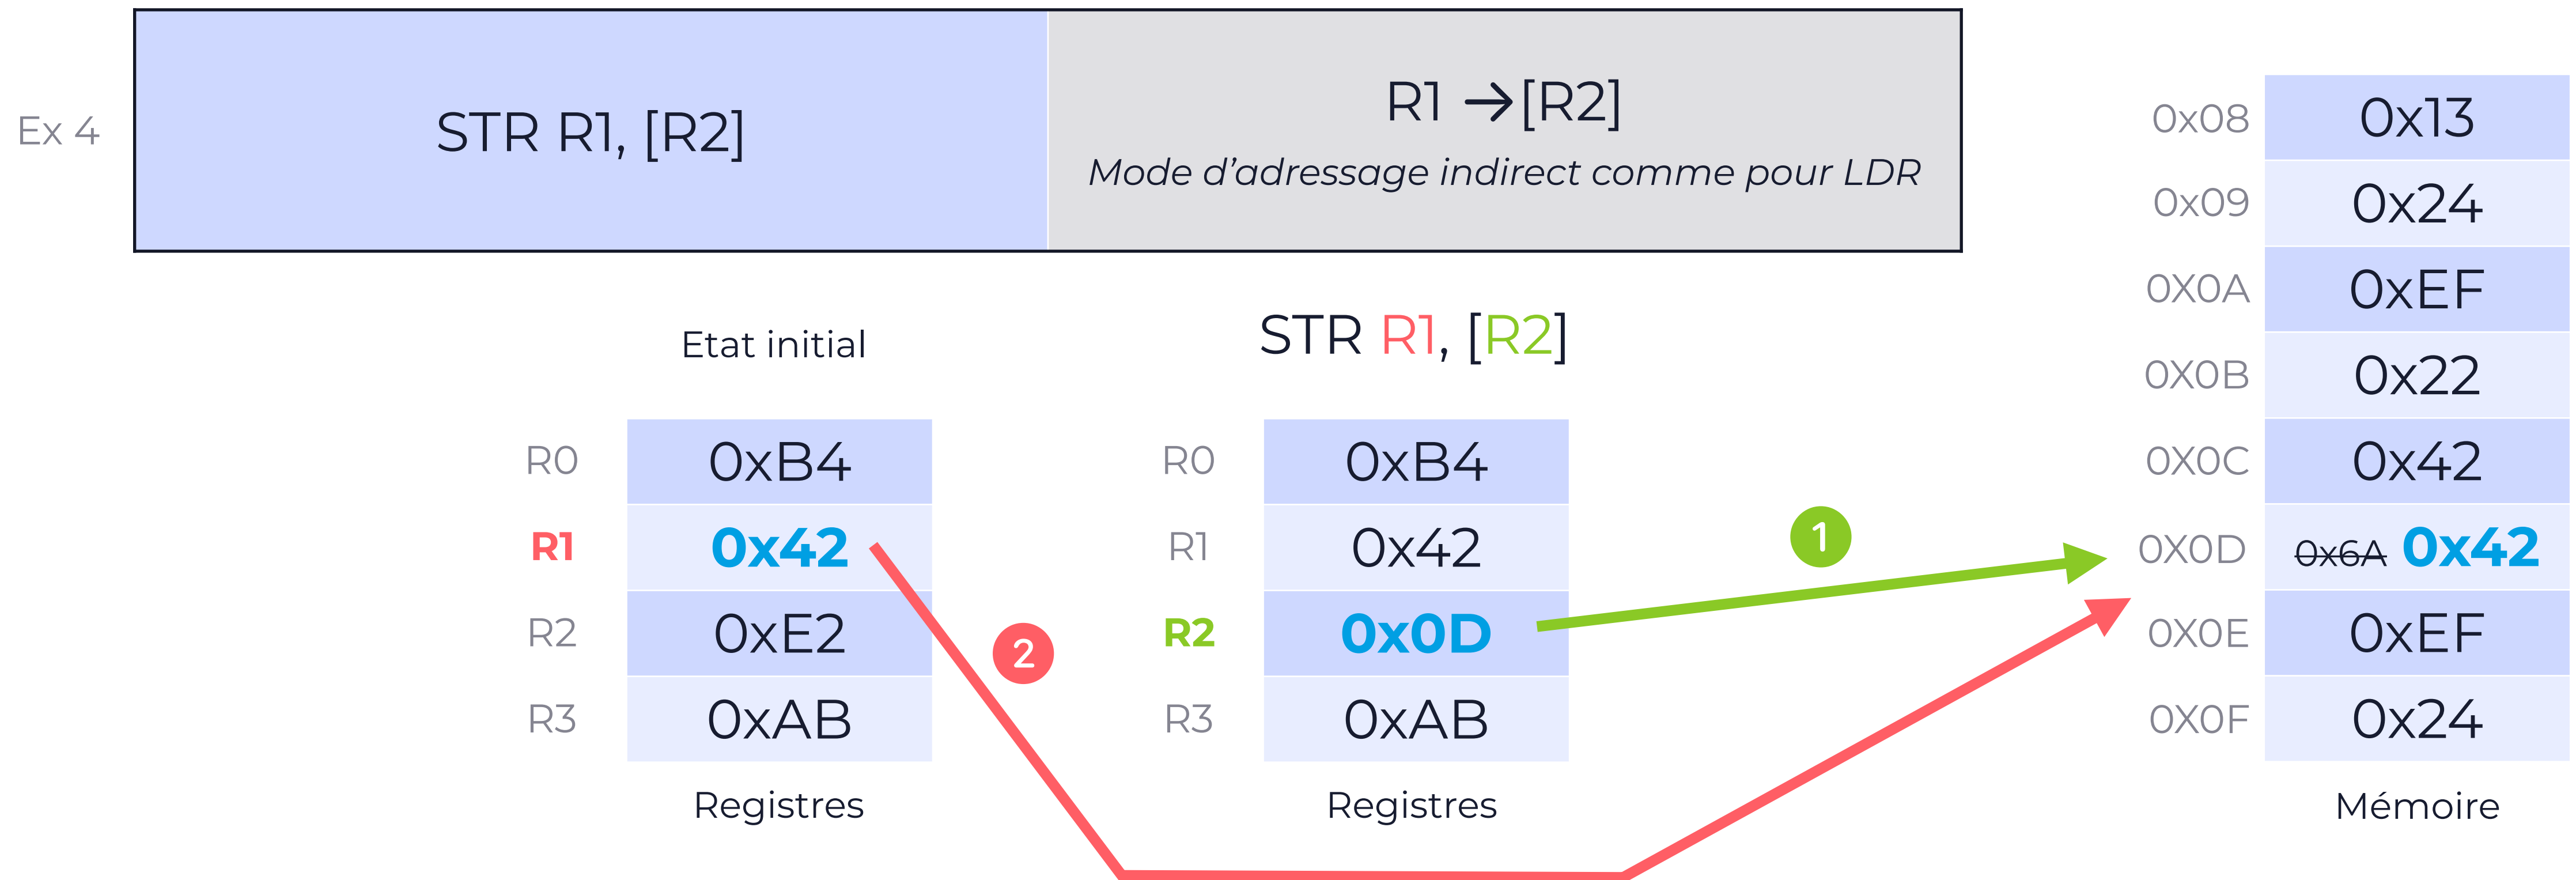 Ex 4
STR R1, [R2]
R1 →[R2]
Mode d'adressage indirect comme pour LDR
Etat initial
R0 0xB4
R1 0x42
R2 0xE2
R3 0xAB
Registres
STR R1, [R2]
R0 0xB4
R1 0x42
R2 0x0D
R3 0xAB
Registres
1
2
0x08 0x13
0x09 0x24
0X0A 0xEF
0X0B 0x22
0X0C 0x42
0X0D 0x6A 0x42
0X0E 0xEF
0X0F 0x24
Mémoire